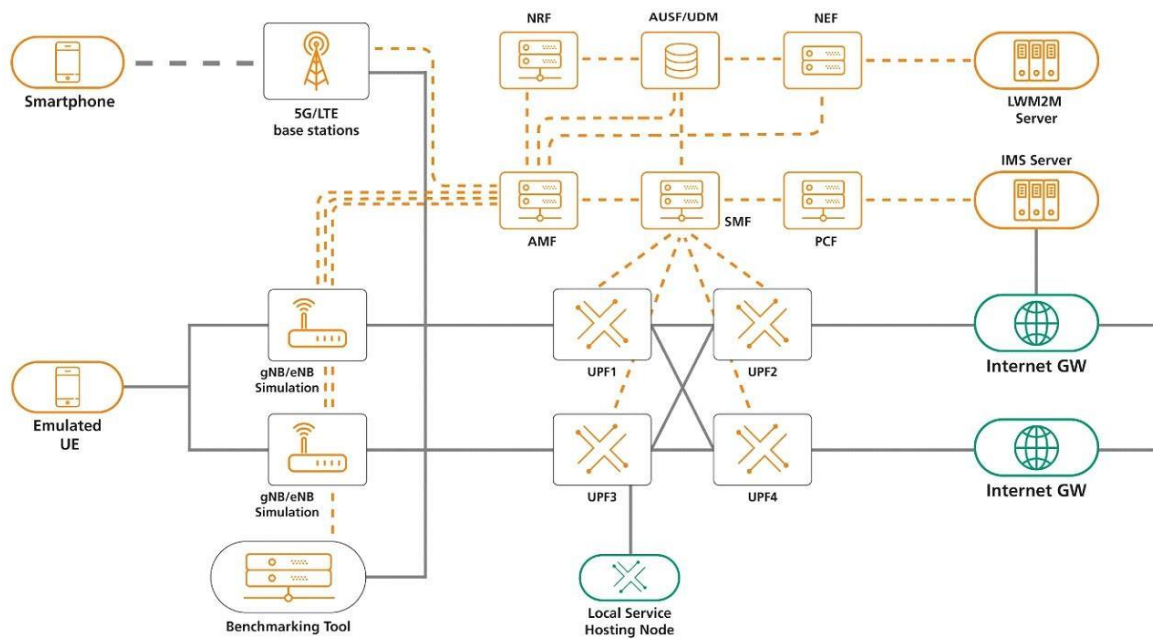 NRF
AUSF/UDM
NEF
Smartphone
5G/LTE
base stations
LWM2M
Server
IMS Server
AMF
SMF
PCF
gNB/eNB
Simulation
UPF1
UPF2
Internet GW
Emulated
UE
gNB/eNB
Simulation
UPF3
UPF4
Internet GW
Benchmarking Tool
Local Service
Hosting Node